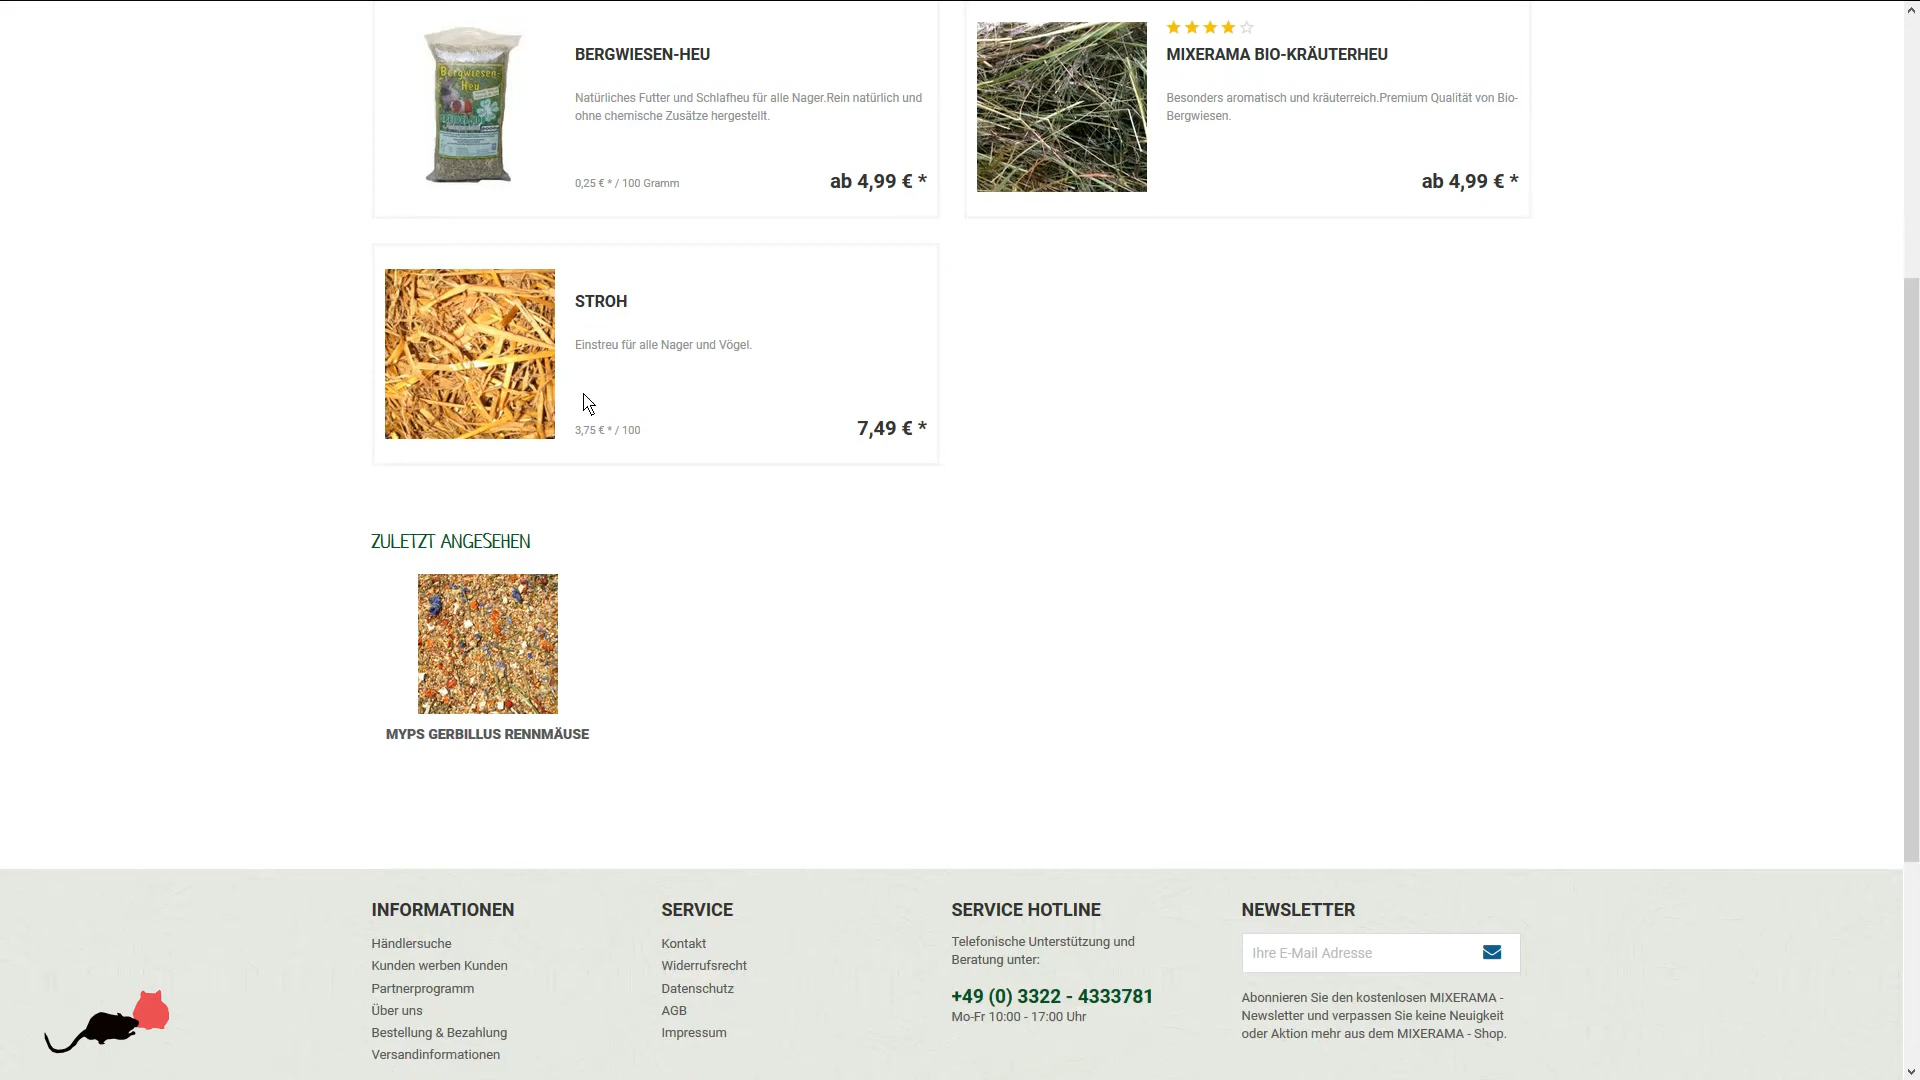 BERGWIESEN-HEU
Natürliches Futter und Schlafheu für alle Nager.Rein natürlich und
ohne chemische Zusätze hergestellt.
0,25 € * / 100 Gramm
ab 4,99 € *
Bergwiesen-
Heu
MIXERAMA BIO-KRÄUTERHEU
Besonders aromatisch und kräuterreich.Premium Qualität von Bio-
Bergwiesen.
ab 4,99 € *
STROH
Einstreu für alle Nager und Vögel.
3,75 € * / 100
7,49 € *
ZULETZT ANGESEHEN
MYPS GERBILLUS RENNMÄUSE
INFORMATIONEN
Händlersuche
Kunden werben Kunden
Partnerprogramm
Über uns
Bestellung & Bezahlung
Versandinformationen
SERVICE
Kontakt
Widerrufsrecht
Datenschutz
AGB
Impressum
SERVICE HOTLINE
Telefonische Unterstützung und
Beratung unter:
+49 (0) 3322 - 4333781
Mo-Fr 10:00 - 17:00 Uhr
NEWSLETTER
Ihre E-Mail Adresse
Abonnieren Sie den kostenlosen MIXERAMA -
Newsletter und verpassen Sie keine Neuigkeit
oder Aktion mehr aus dem MIXERAMA - Shop.